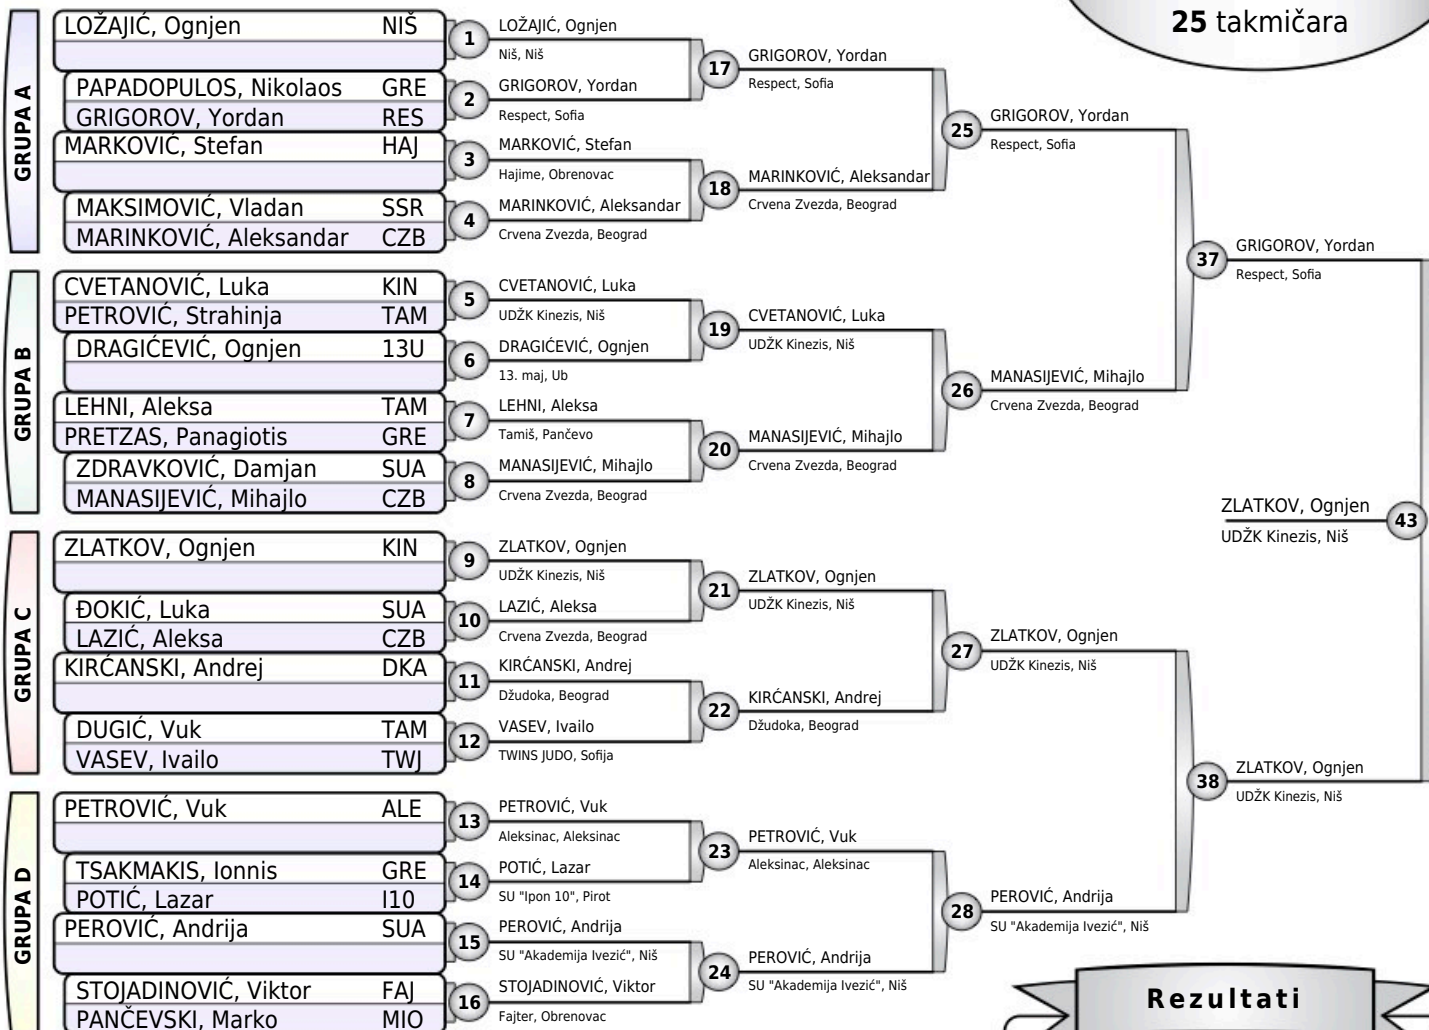 25 takmičara
GRUPA A
LOŽAJIĆ, Ognjen NIŠ
PAPADOPULOS, Nikolaos GRE
GRIGOROV, Yordan RES
MARKOVIĆ, Stefan HAJ
MAKSIMOVIĆ, Vladan SSR
MARINKOVIĆ, Aleksandar CZB
GRUPA B
CVETANOVIĆ, Luka KIN
PETROVIĆ, Strahinja TAM
DRAGIĆEVIĆ, Ognjen 13U
LEHNI, Aleksa TAM
PRETZAS, Panagiotis GRE
ZDRAVKOVIĆ, Damjan SUA
MANASIJEVIĆ, Mihajlo CZB
GRUPA C
ZLATKOV, Ognjen KIN
ĐOKIĆ, Luka SUA
LAZIĆ, Aleksa CZB
KIRĆANSKI, Andrej DKA
DUGIĆ, Vuk TAM
VASEV, Ivailo TWJ
GRUPA D
PETROVIĆ, Vuk ALE
TSAKMAKIS, Ionnis GRE
POTIĆ, Lazar I10
PEROVIĆ, Andrija SUA
STOJADINOVIĆ, Viktor FAJ
PANČEVSKI, Marko MIO
1 LOŽAJIĆ, Ognjen
Niš, Niš
2 GRIGOROV, Yordan
Respect, Sofia
3 MARKOVIĆ, Stefan
Hajime, Obrenovac
4 MARINKOVIĆ, Aleksandar
Crvena Zvezda, Beograd
5 CVETANOVIĆ, Luka
UDŽK Kinezis, Niš
6 DRAGIĆEVIĆ, Ognjen
13. maj, Ub
7 LEHNI, Aleksa
Tamiš, Pančevo
8 MANASIJEVIĆ, Mihajlo
Crvena Zvezda, Beograd
9 ZLATKOV, Ognjen
UDŽK Kinezis, Niš
10 LAZIĆ, Aleksa
Crvena Zvezda, Beograd
11 KIRĆANSKI, Andrej
Džudoka, Beograd
12 VASEV, Ivailo
TWINS JUDO, Sofija
13 PETROVIĆ, Vuk
Aleksinac, Aleksinac
14 POTIĆ, Lazar
SU "Ipon 10", Pirot
15 PEROVIĆ, Andrija
SU "Akademija Ivezić", Niš
16 STOJADINOVIĆ, Viktor
Fajter, Obrenovac
17 GRIGOROV, Yordan
Respect, Sofia
18 MARINKOVIĆ, Aleksandar
Crvena Zvezda, Beograd
19 CVETANOVIĆ, Luka
UDŽK Kinezis, Niš
20 MANASIJEVIĆ, Mihajlo
Crvena Zvezda, Beograd
21 ZLATKOV, Ognjen
UDŽK Kinezis, Niš
22 KIRĆANSKI, Andrej
Džudoka, Beograd
23 PETROVIĆ, Vuk
Aleksinac, Aleksinac
24 PEROVIĆ, Andrija
SU "Akademija Ivezić", Niš
25 GRIGOROV, Yordan
Respect, Sofia
26 MANASIJEVIĆ, Mihajlo
Crvena Zvezda, Beograd
27 ZLATKOV, Ognjen
UDŽK Kinezis, Niš
28 PEROVIĆ, Andrija
SU "Akademija Ivezić", Niš
37 GRIGOROV, Yordan
Respect, Sofia
38 ZLATKOV, Ognjen
UDŽK Kinezis, Niš
ZLATKOV, Ognjen 43
UDŽK Kinezis, Niš
Rezultati